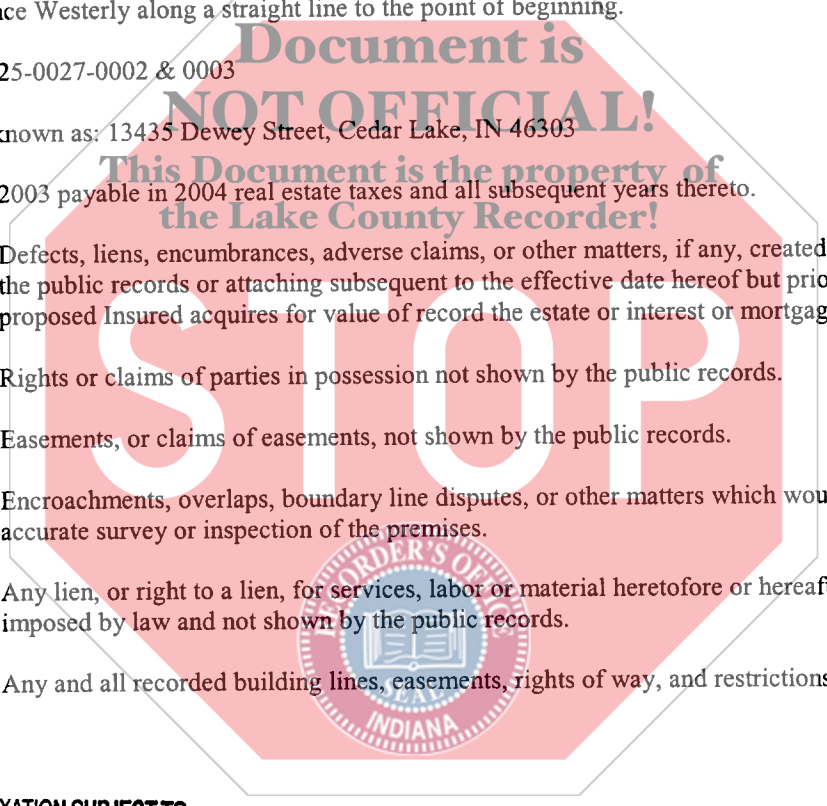 ce Westerly along a straight line to the point of beginning.
Document is
25-0027-0002 & 0003
NOT OFFICIAL!
nown as: 13435 Dewey Street, Cedar Lake, IN 46303
This Document is the property of
2003 payable in 2004 real estate taxes and all subsequent years thereto.
the Lake County Recorder!
Defects, liens, encumbrances, adverse claims, or other matters, if any, created
the public records or attaching subsequent to the effective date hereof but prio
proposed Insured acquires for value of record the estate or interest or mortgag
STOP
Rights or claims of parties in possession not shown by the public records.
Easements, or claims of easements, not shown by the public records.
Encroachments, overlaps, boundary line disputes, or other matters which wou
accurate survey or inspection of the premises.
RECORDER'S OFFICE
Any lien, or right to a lien, for services, labor or material heretofore or hereaf
imposed by law and not shown by the public records.
SEAL
Any and all recorded building lines, easements, rights of way, and restrictions
INDIANA
SUBJECT TO